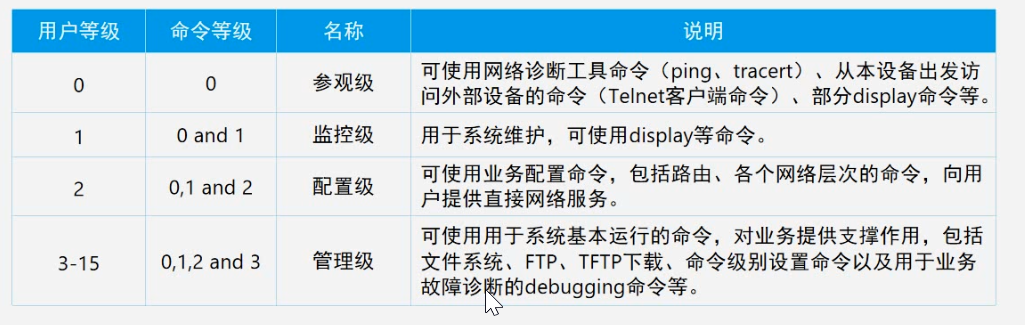 用户等级 命令等级 名称 说明
0 0 参观级 可使用网络诊断工具命令（ping、tracert）、从本设备出发访
问外部设备的命令（Telnet客户端命令）、部分display命令等。
1 0 and 1 监控级 用于系统维护，可使用display等命令。
2 0,1 and 2 配置级 可使用业务配置命令，包括路由、各个网络层次的命令，向用
户提供直接网络服务。
3-15 0,1,2 and 3 管理级 可使用用于系统基本运行的命令，对业务提供支撑作用，包括
文件系统、FTP、TFTP下载、命令级别设置命令以及用于业务
故障诊断的debugging命令等。